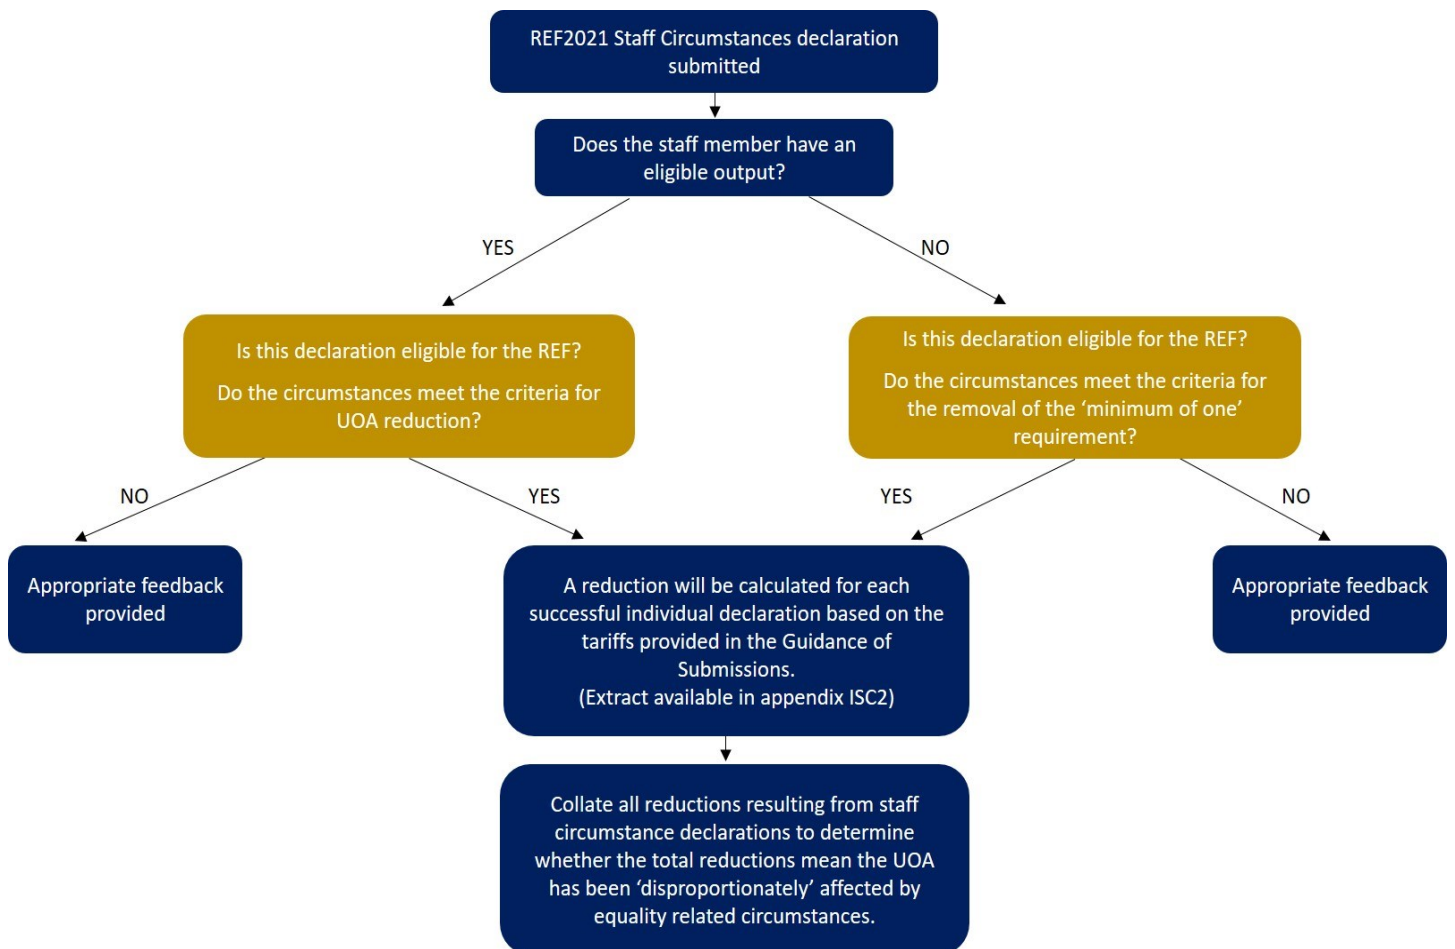 REF2021 Staff Circumstances declaration
submitted
Does the staff member have an
eligible output?
YES
NO
Is this declaration eligible for the REF?
Do the circumstances meet the criteria for
UOA reduction?
Is this declaration eligible for the REF?
Do the circumstances meet the criteria for
the removal of the ‘minimum of one’
requirement?
NO
YES
YES
NO
Appropriate feedback
provided
A reduction will be calculated for each
successful individual declaration based on the
tariffs provided in the Guidance of
Submissions.
(Extract available in appendix ISC2)
Appropriate feedback
provided
Collate all reductions resulting from staff
circumstance declarations to determine
whether the total reductions mean the UOA
has been ‘disproportionately’ affected by
equality related circumstances.